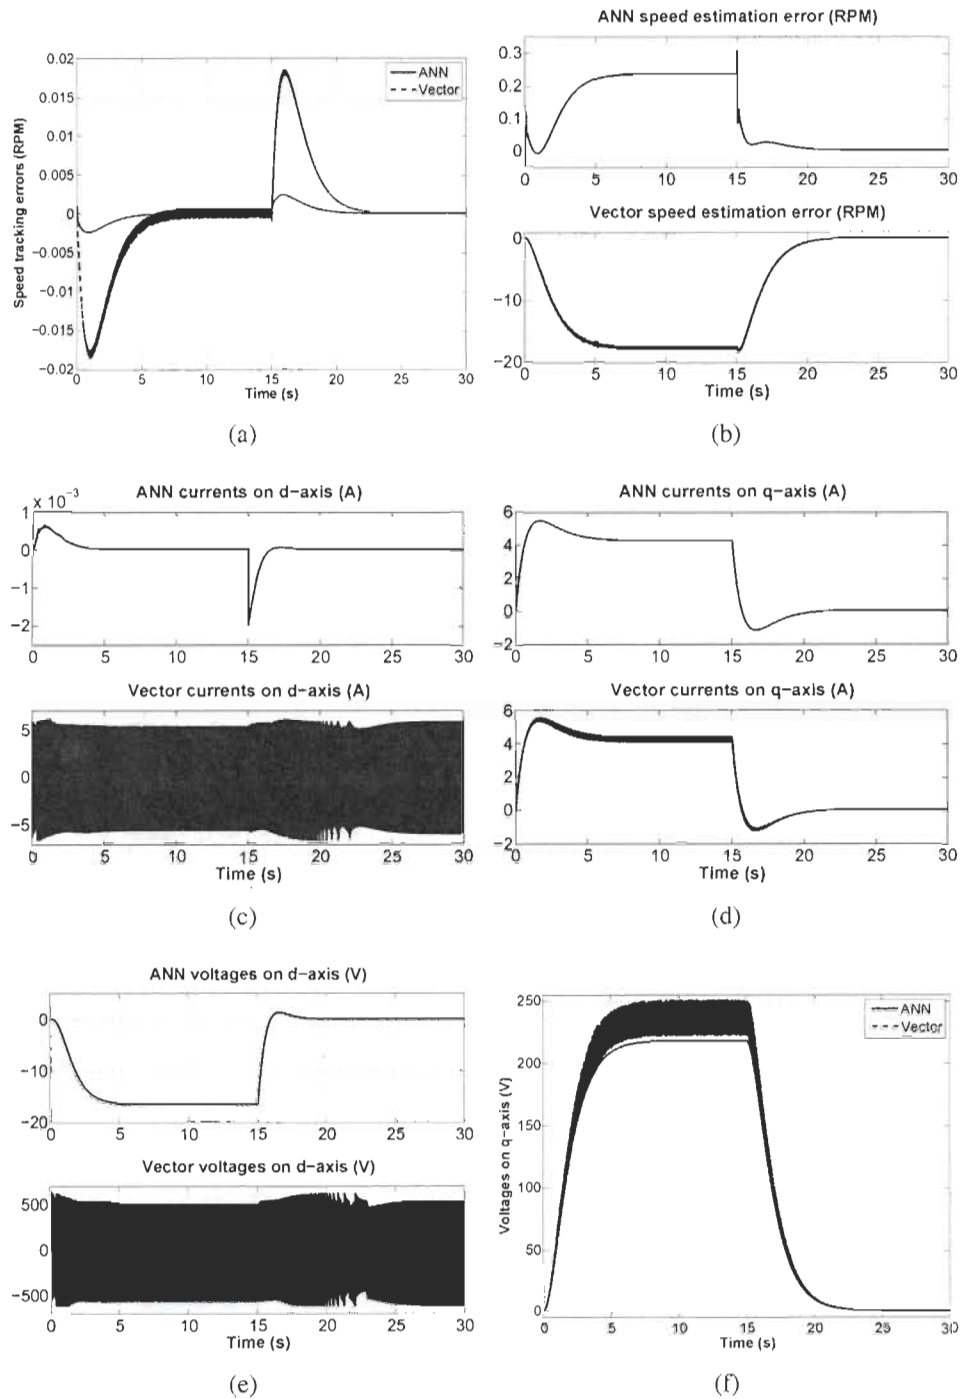 0.02
0.015
0.01
0.005
0
−0.005
−0.01
−0.015
−0.02
Speed tracking errors (RPM)
ANN
Vector
0 5 10 15 20 25 30
Time (s)
(a)
ANN speed estimation error (RPM)
0.3
0.2
0.1
0
0 5 10 15 20 25 30
Vector speed estimation error (RPM)
0
−10
−20
0 5 10 15 20 25 30
Time (s)
(b)
ANN currents on d−axis (A)
x 10−3
1
0
−1
−2
0 5 10 15 20 25 30
Vector currents on d−axis (A)
5
0
−5
0 5 10 15 20 25 30
Time (s)
(c)
ANN currents on q−axis (A)
6
4
2
0
−2
0 5 10 15 20 25 30
Vector currents on q−axis (A)
6
4
2
0
−2
0 5 10 15 20 25 30
Time (s)
(d)
ANN voltages on d−axis (V)
0
−10
−20
0 5 10 15 20 25 30
Vector voltages on d−axis (V)
500
0
−500
0 5 10 15 20 25 30
Time (s)
(e)
250
200
150
100
50
0
Voltages on q−axis (V)
ANN
Vector
0 5 10 15 20 25 30
Time (s)
(f)